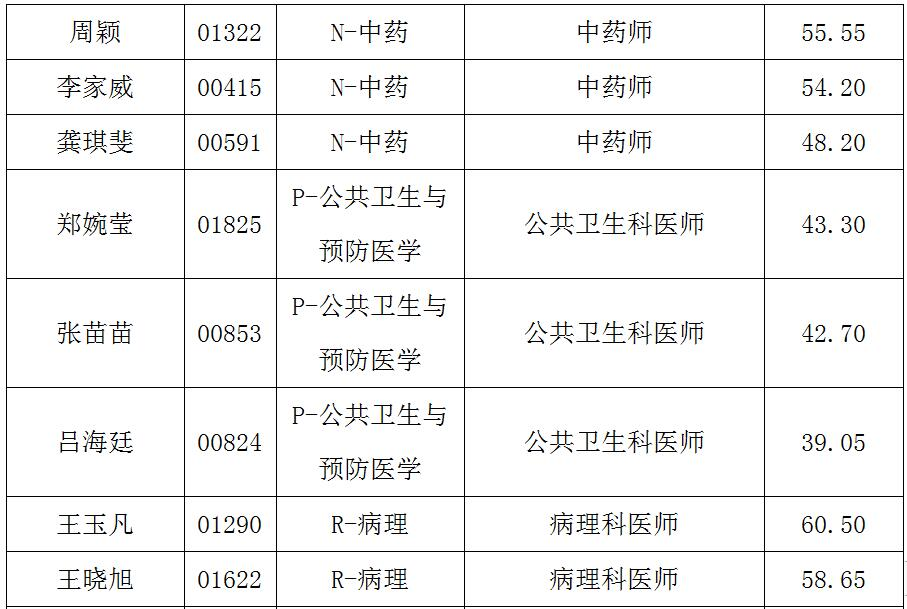 周颖 01322 N-中药 中药师 55.55
李家威 00415 N-中药 中药师 54.20
龚琪斐 00591 N-中药 中药师 48.20
郑婉莹 01825 P-公共卫生与
预防医学 公共卫生科医师 43.30
张苗苗 00853 P-公共卫生与
预防医学 公共卫生科医师 42.70
吕海廷 00824 P-公共卫生与
预防医学 公共卫生科医师 39.05
王玉凡 01290 R-病理 病理科医师 60.50
王晓旭 01622 R-病理 病理科医师 58.65